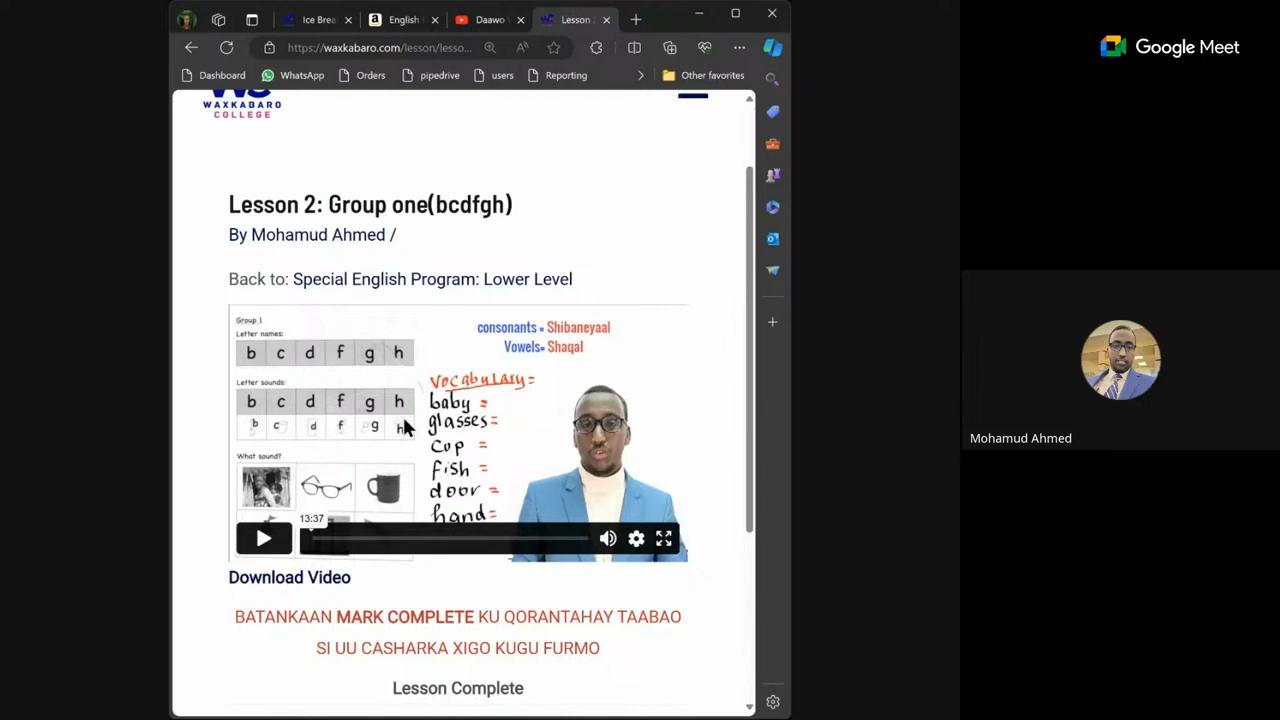 Ice Brea
English
Daawo
Lesson
https://waxkabaro.com/lesson/lesso...
Dashboard
WhatsApp
Orders
pipedrive
users
Reporting
Other favorites
WAXKABARO
COLLEGE
Lesson 2: Group one(bcdfgh)
By Mohamud Ahmed /
Back to: Special English Program: Lower Level
Group 1
Letter names:
b c d f g h
Letter sounds:
b c d f g h
b c d f g h
What sound?
consonants = Shibaneyaal
Vowels= Shaqal
Vocabulary=
baby =
glasses=
Cup =
fish =
door =
hand=
13:37
Download Video
BATANKAAN MARK COMPLETE KU QORANTAHAY TAABAO
SI UU CASHARKA XIGO KUGU FURMO
Lesson Complete
Google Meet
Mohamud Ahmed